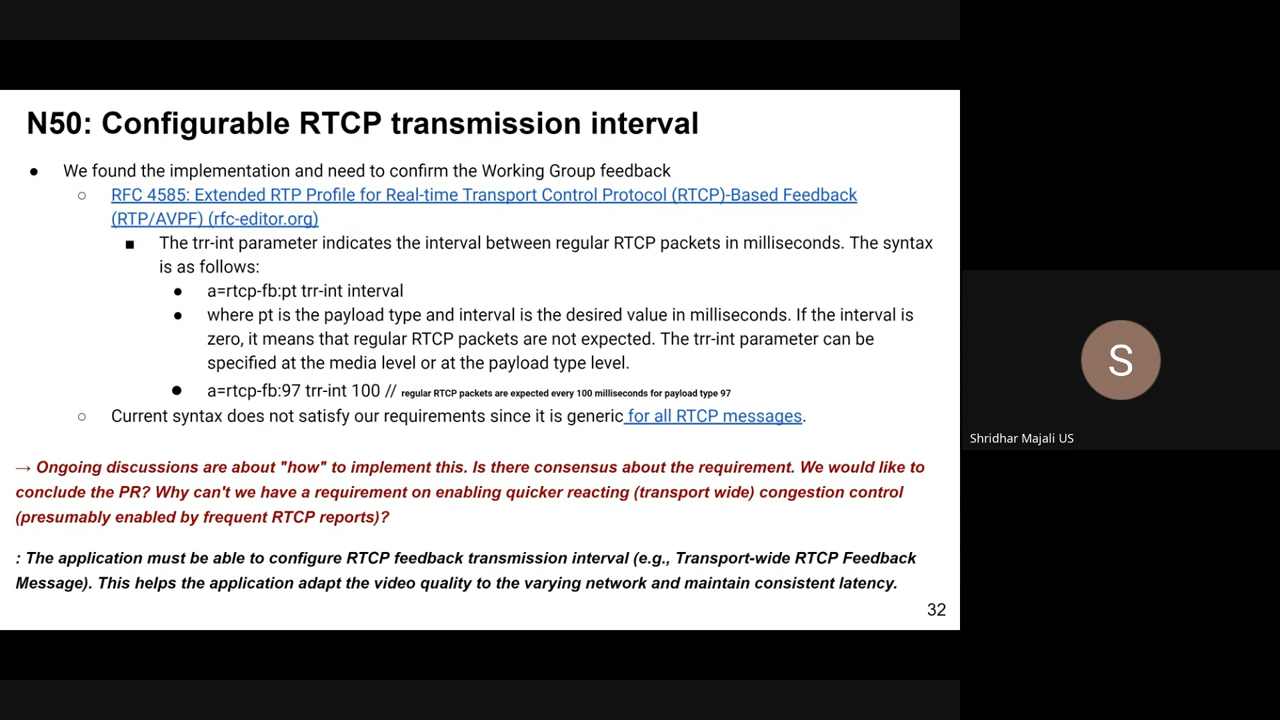 N50: Configurable RTCP transmission interval
● We found the implementation and need to confirm the Working Group feedback
○ RFC 4585: Extended RTP Profile for Real-time Transport Control Protocol (RTCP)-Based Feedback
(RTP/AVPF) (rfc-editor.org)
■ The trr-int parameter indicates the interval between regular RTCP packets in milliseconds. The syntax
is as follows:
● a=rtcp-fb:pt trr-int interval
● where pt is the payload type and interval is the desired value in milliseconds. If the interval is
zero, it means that regular RTCP packets are not expected. The trr-int parameter can be
specified at the media level or at the payload type level.
● a=rtcp-fb:97 trr-int 100 // regular RTCP packets are expected every 100 milliseconds for payload type 97
○ Current syntax does not satisfy our requirements since it is generic for all RTCP messages.
→ Ongoing discussions are about "how" to implement this. Is there consensus about the requirement. We would like to
conclude the PR? Why can't we have a requirement on enabling quicker reacting (transport wide) congestion control
(presumably enabled by frequent RTCP reports)?
: The application must be able to configure RTCP feedback transmission interval (e.g., Transport-wide RTCP Feedback
Message). This helps the application adapt the video quality to the varying network and maintain consistent latency.
32
S
Shridhar Majali US